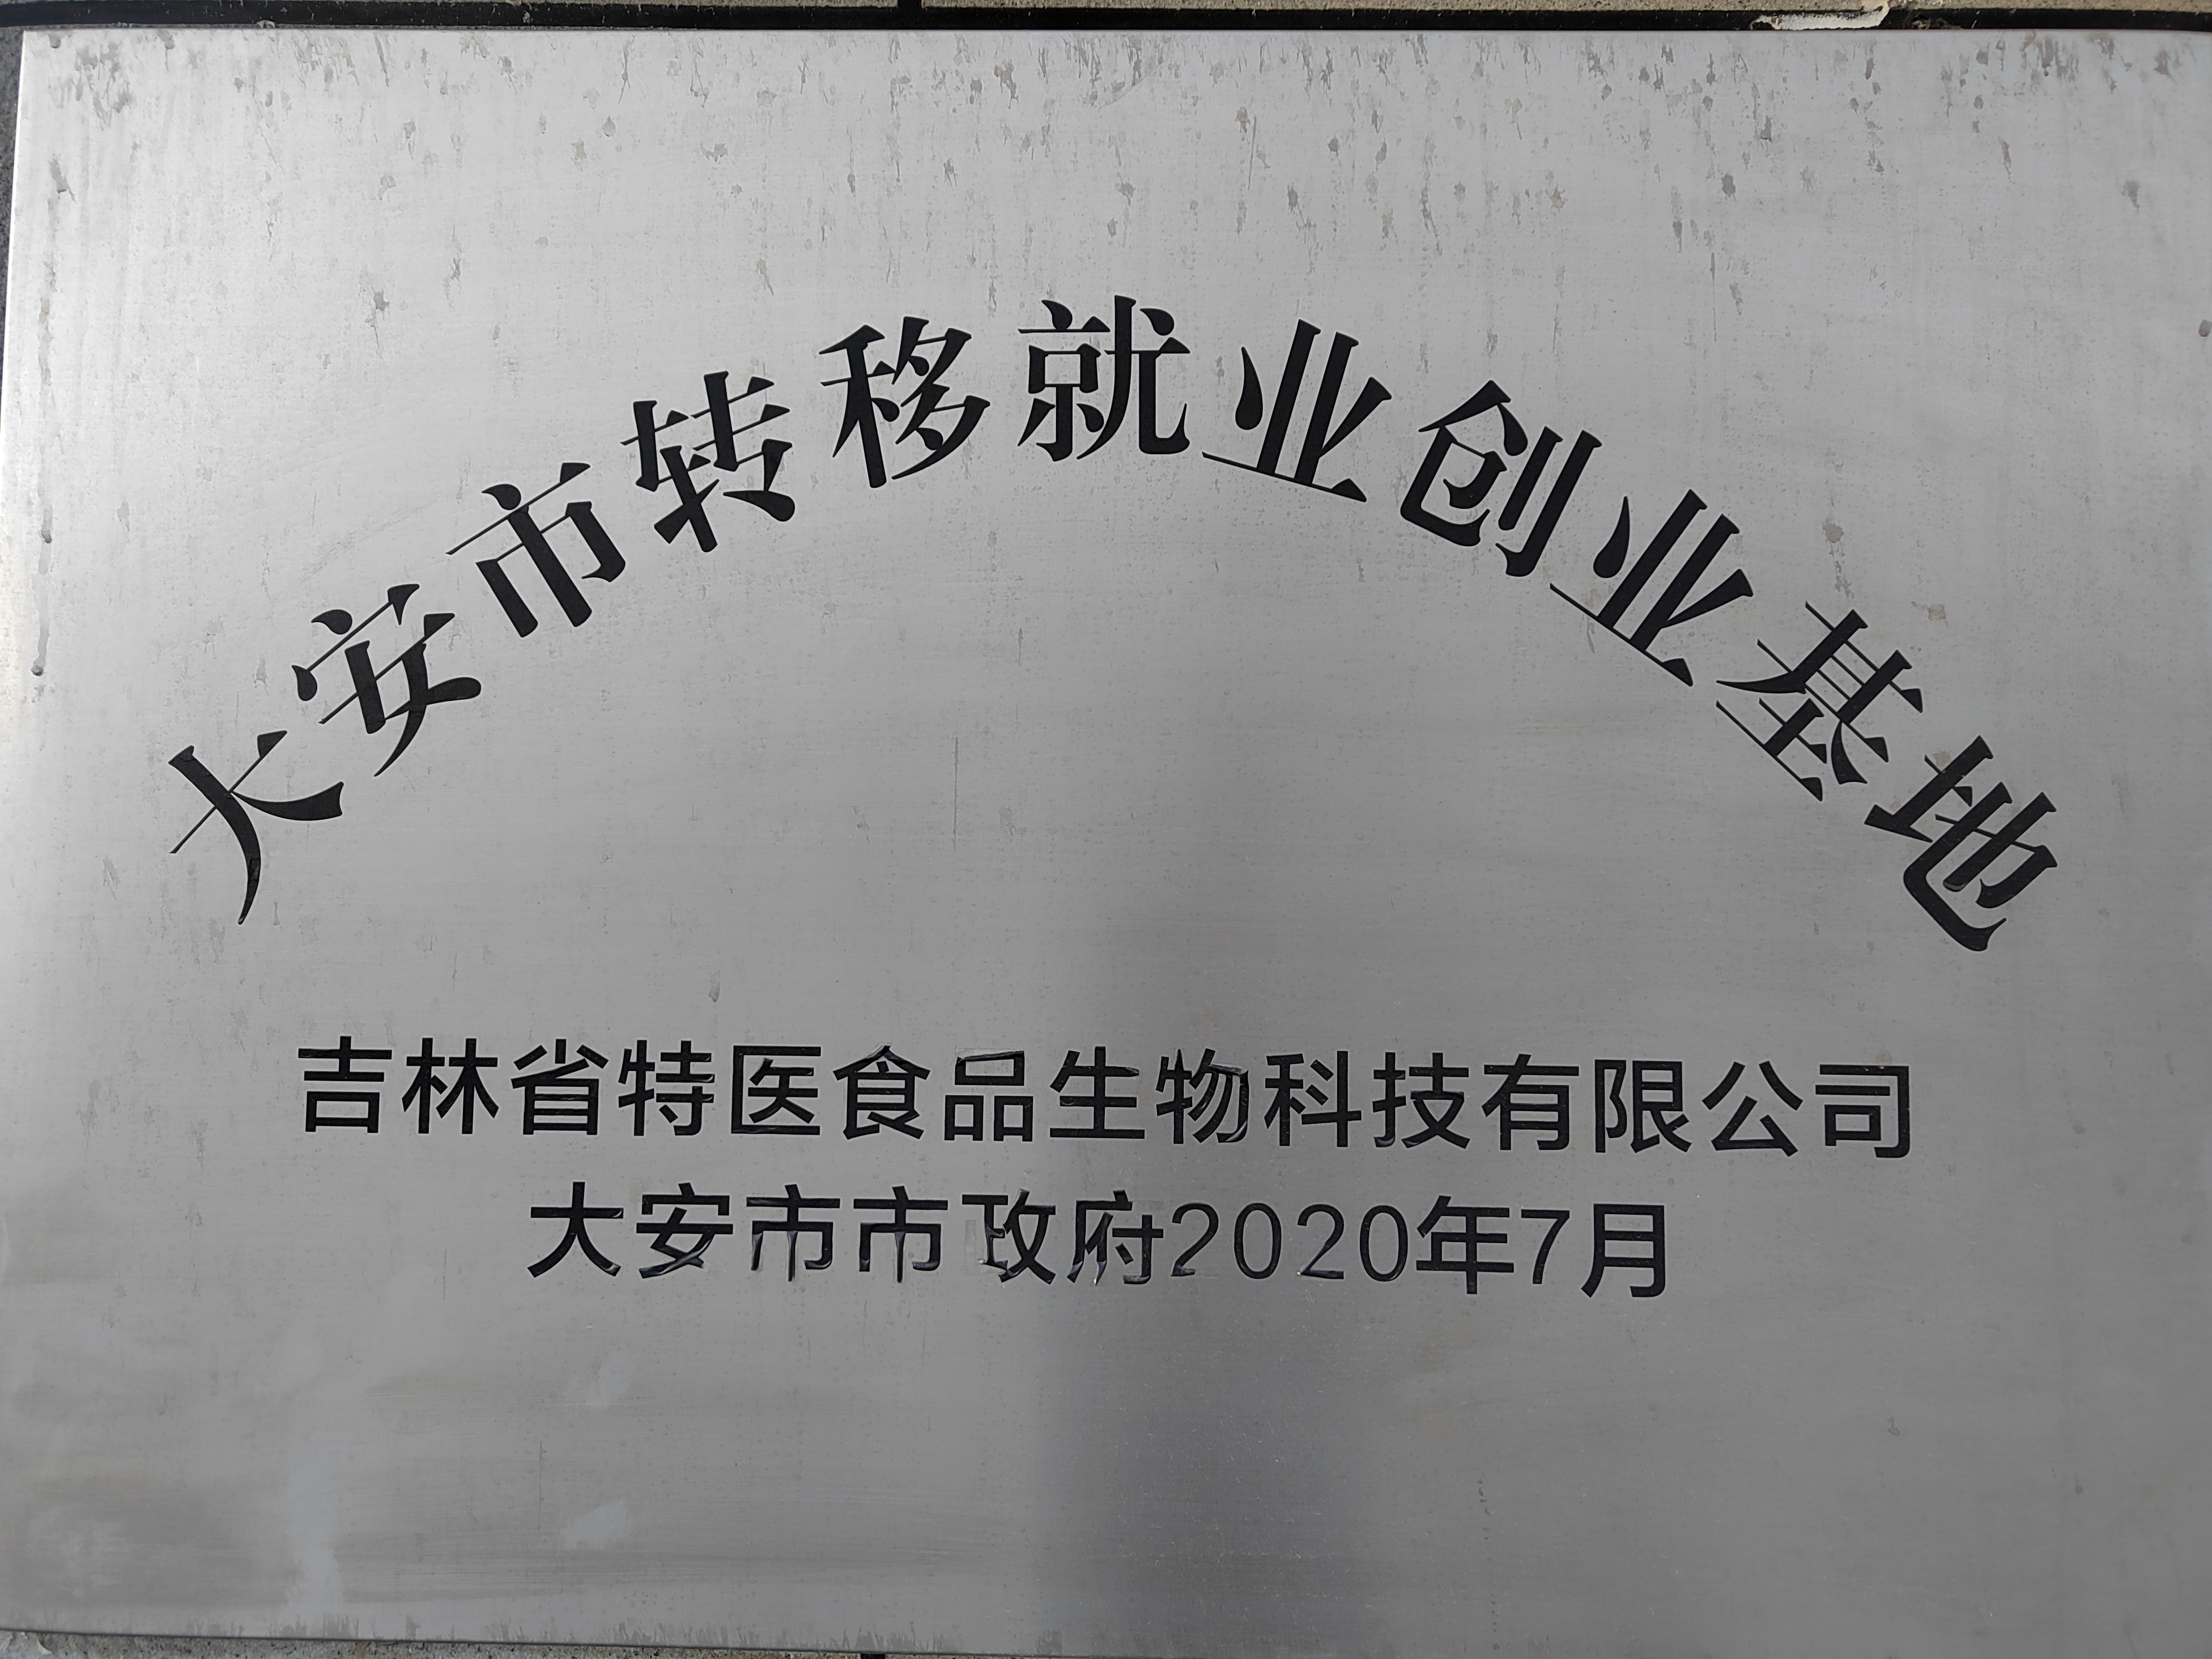 大安市转移就业创业基地
吉林省特医食品生物科技有限公司
大安市市政府2020年7月